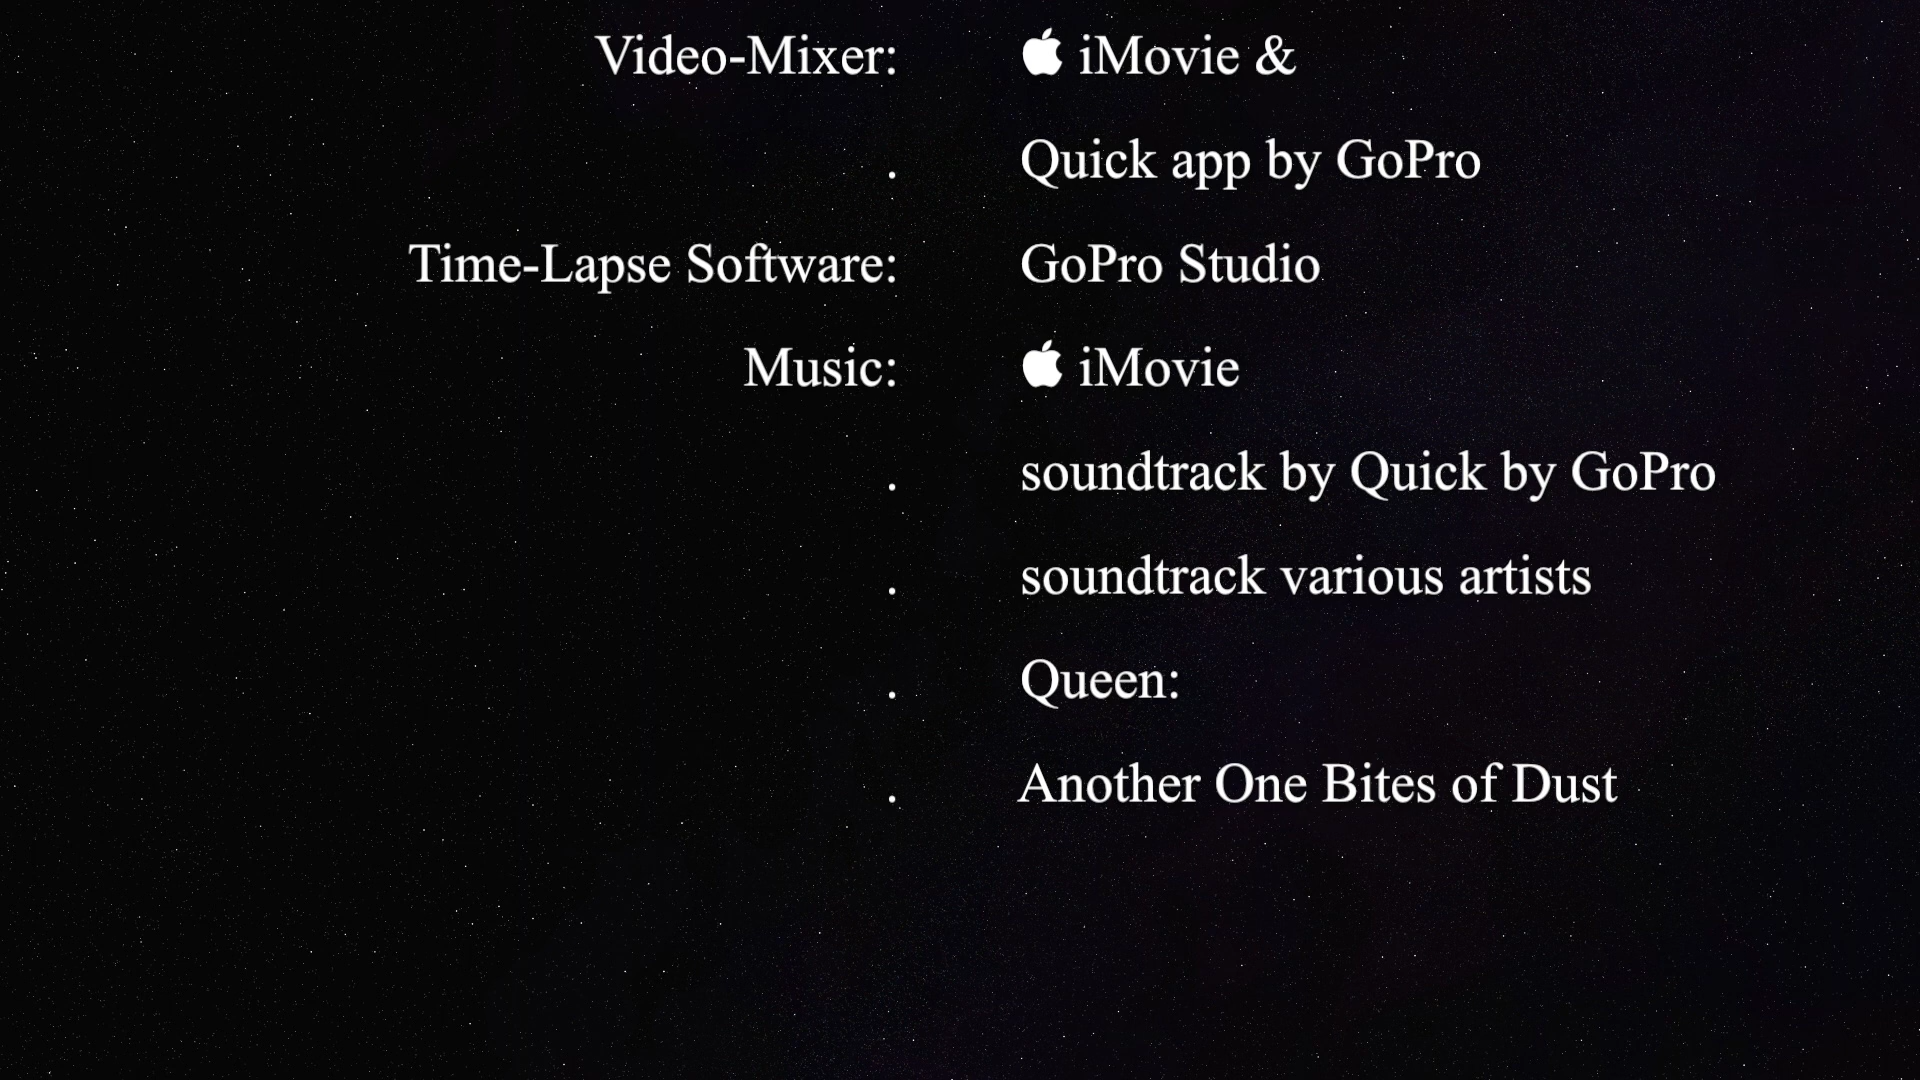 Video-Mixer:  iMovie &
. Quick app by GoPro
Time-Lapse Software: GoPro Studio
Music:  iMovie
. soundtrack by Quick by GoPro
. soundtrack various artists
. Queen:
. Another One Bites of Dust